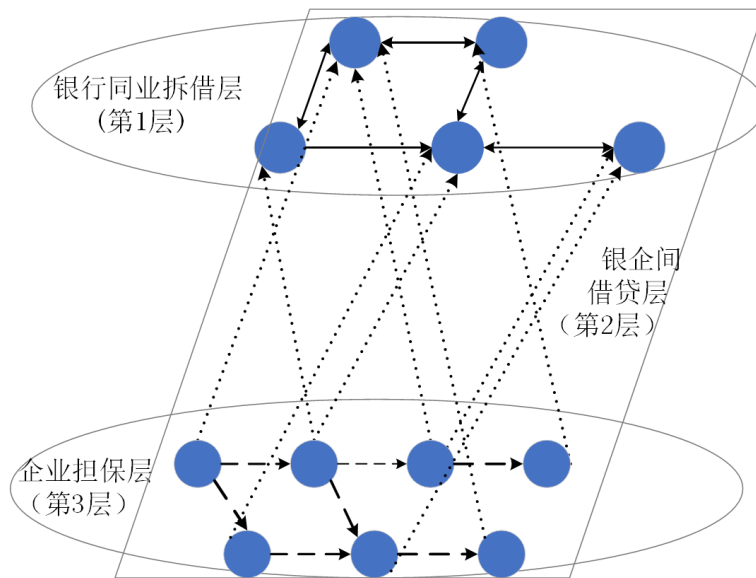 银行同业拆借层
(第1层)
银企间
借贷层
（第2层）
企业担保层
（第3层）